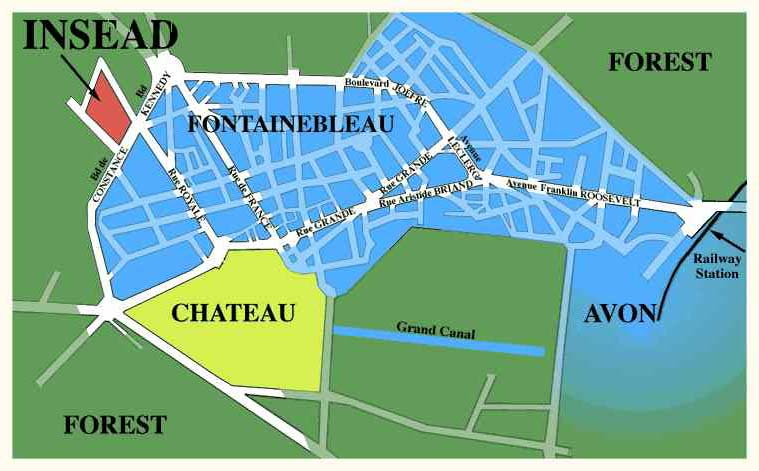 INSEAD
FOREST
Bd
KENNEDY
Boulevard JOFFRE
FONTAINEBLEAU
Avenue
LECLERC
Bd de
CONSTANCE
Rue ROYALE
Rue de FRANCE
Rue GRANDE
Rue GRANDE
Rue Aristide BRIAND
Avenue Franklin ROOSEVELT
Railway
Station
CHATEAU
Grand Canal
AVON
FOREST